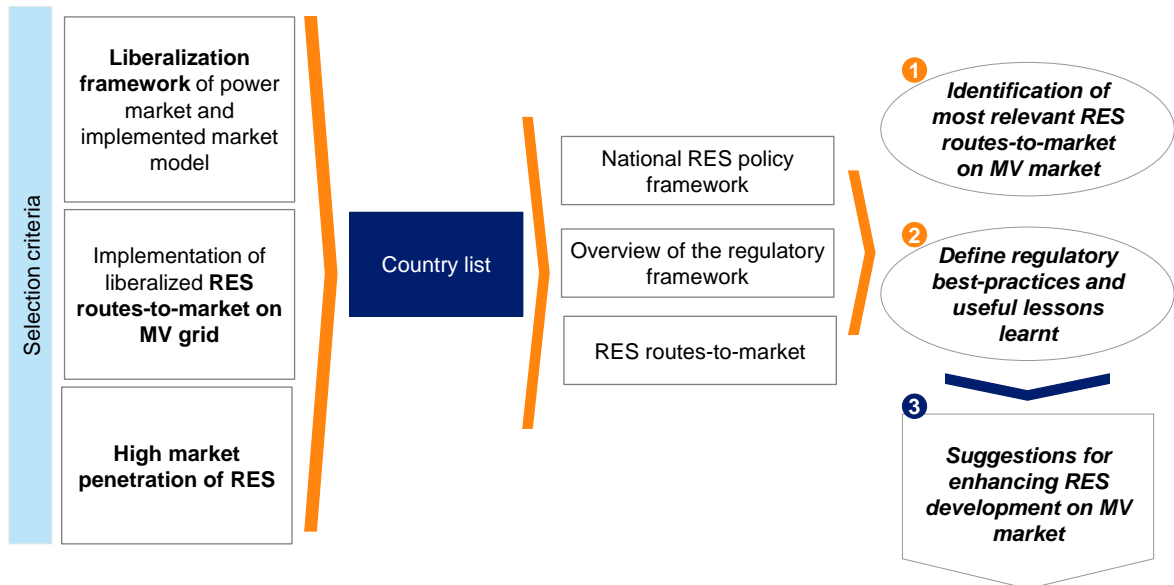 Selection criteria
Liberalization
framework of power
market and
implemented market
model
Implementation of
liberalized RES
routes-to-market on
MV grid
High market
penetration of RES
Country list
National RES policy
framework
Overview of the regulatory
framework
RES routes-to-market
1
Identification of
most relevant RES
routes-to-market
on MV market
2
Define regulatory
best-practices and
useful lessons
learnt
3
Suggestions for
enhancing RES
development on MV
market